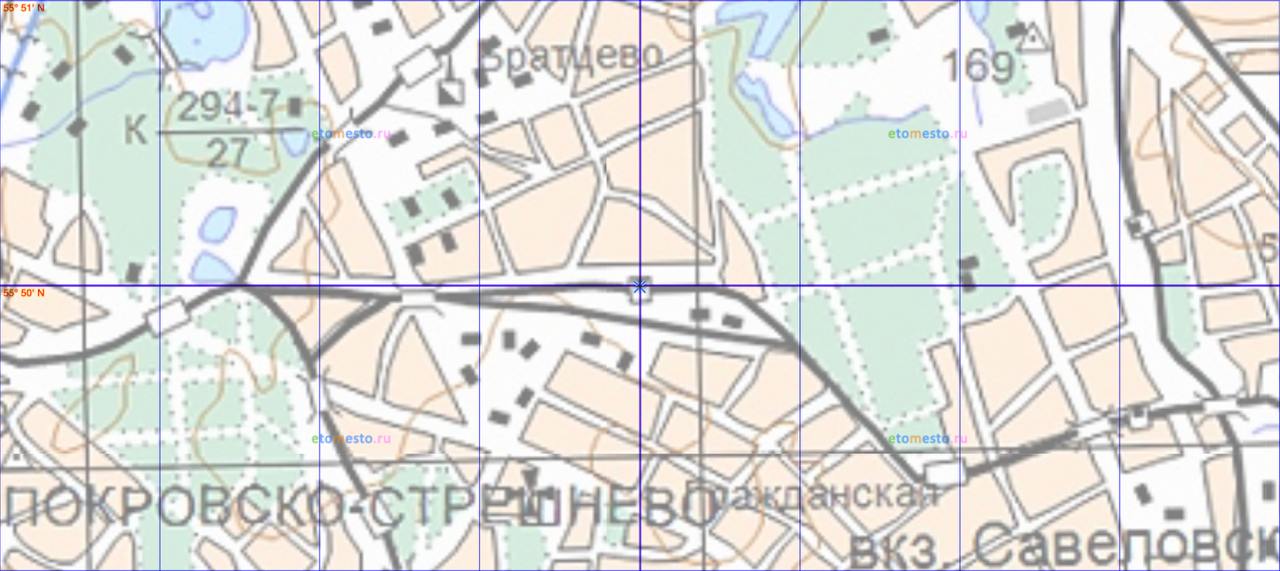 55° 51' N
Братцево
169
294-7
К
27
etomesto.ru
etomesto.ru
55° 50' N
etomesto.ru
etomesto.ru
ПОКРОВСКО-СТРЕШНЕВО
Гражданская
вкз. Савеловск